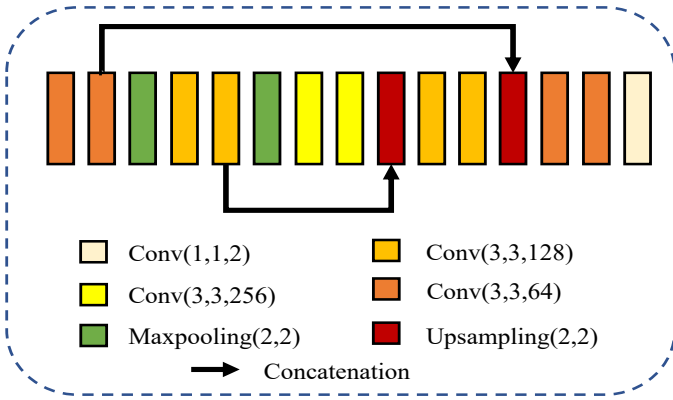 Conv(1,1,2)
Conv(3,3,128)
Conv(3,3,256)
Conv(3,3,64)
Maxpooling(2,2)
Upsampling(2,2)
Concatenation